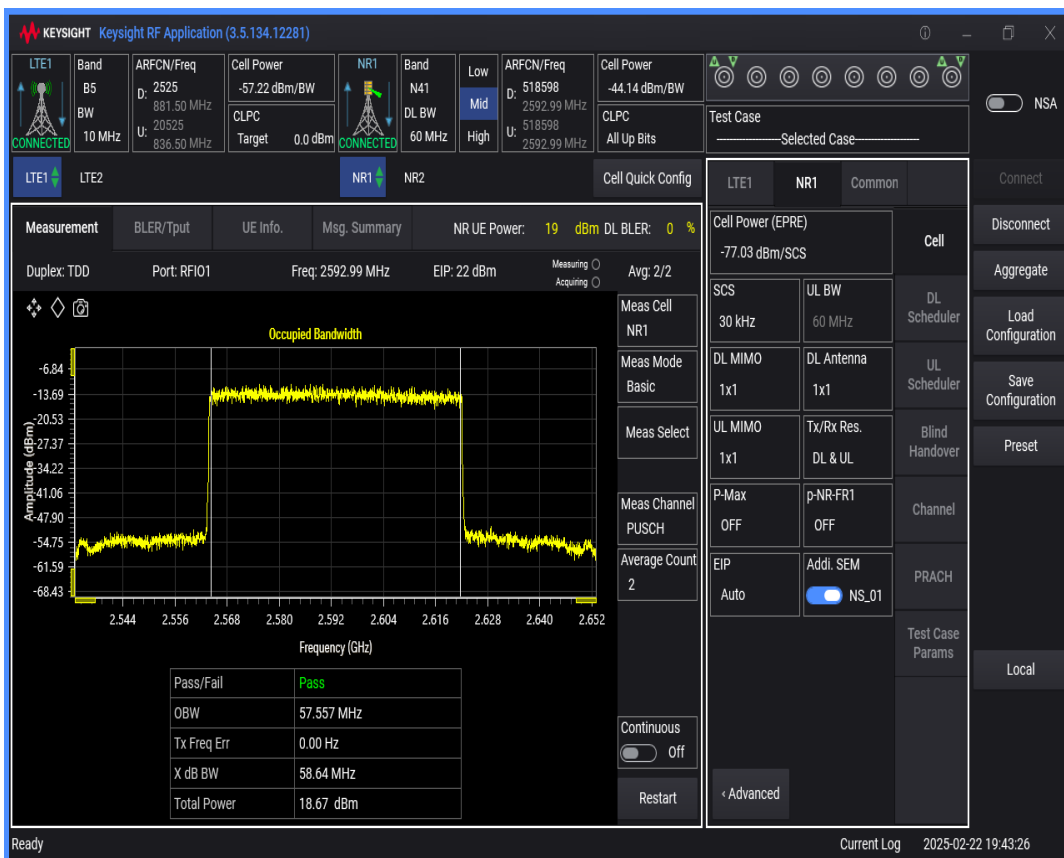 KEYSIGHT Keysight RF Application (3.5.134.12281)
LTE1
CONNECTED
Band
B5
BW
10 MHz
ARFCN/Freq
D: 2525
881.50 MHz
U: 20525
836.50 MHz
Cell Power
-57.22 dBm/BW
CLPC
Target 0.0 dBm
NR1
CONNECTED
Band
N41
DL BW
60 MHz
Low
Mid
High
ARFCN/Freq
D: 518598
2592.99 MHz
U: 518598
2592.99 MHz
Cell Power
-44.14 dBm/BW
CLPC
All Up Bits
Test Case
----------------Selected Case----------------
NSA
LTE1 LTE2 NR1 NR2 Cell Quick Config
LTE1 NR1 Common
Connect
Disconnect
Aggregate
Load
Configuration
Save
Configuration
Preset
Local
Measurement BLER/Tput UE Info. Msg. Summary NR UE Power: 19 dBm DL BLER: 0 %
Duplex: TDD Port: RFIO1 Freq: 2592.99 MHz EIP: 22 dBm Measuring Avg: 2/2
Acquiring
Occupied Bandwidth
Amplitude (dBm)
-6.84
-13.69
-20.53
-27.37
-34.22
-41.06
-47.90
-54.75
-61.59
-68.43
2.544 2.556 2.568 2.580 2.592 2.604 2.616 2.628 2.640 2.652
Frequency (GHz)
Pass/Fail Pass
OBW 57.557 MHz
Tx Freq Err 0.00 Hz
X dB BW 58.64 MHz
Total Power 18.67 dBm
Meas Cell
NR1
Meas Mode
Basic
Meas Select
Meas Channel
PUSCH
Average Count
2
Continuous
Off
Restart
Cell Power (EPRE)
-77.03 dBm/SCS
SCS
30 kHz
UL BW
60 MHz
DL MIMO
1x1
DL Antenna
1x1
UL MIMO
1x1
Tx/Rx Res.
DL & UL
P-Max
OFF
p-NR-FR1
OFF
EIP
Auto
Addi. SEM
NS_01
‹ Advanced
Cell
DL
Scheduler
UL
Scheduler
Blind
Handover
Channel
PRACH
Test Case
Params
Ready Current Log 2025-02-22 19:43:26